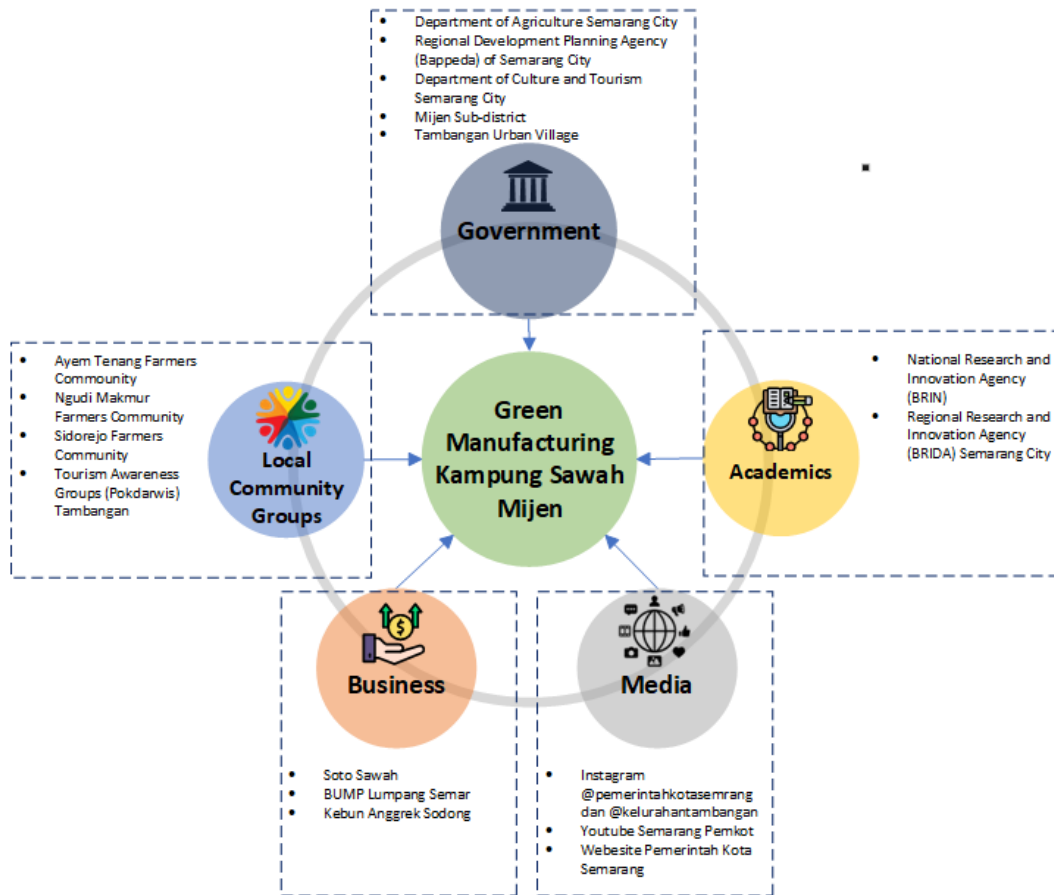 • Department of Agriculture Semarang City
• Regional Development Planning Agency
(Bappeda) of Semarang City
• Department of Culture and Tourism
Semarang City
• Mijen Sub-district
• Tambangan Urban Village
Government
• Ayem Tenang Farmers
Commounity
• Ngudi Makmur
Farmers Community
• Sidorejo Farmers
Community
• Tourism Awareness
Groups (Pokdarwis)
Tambangan
Local
Community
Groups
Green
Manufacturing
Kampung Sawah
Mijen
Academics
• National Research and
Innovation Agency
(BRIN)
• Regional Research and
Innovation Agency
(BRIDA) Semarang City
Business
• Soto Sawah
• BUMP Lumpang Semar
• Kebun Anggrek Sodong
Media
• Instagram
@pemerintahkotasemrang
dan @kelurahantambangan
• Youtube Semarang Pemkot
• Webesite Pemerintah Kota
Semarang